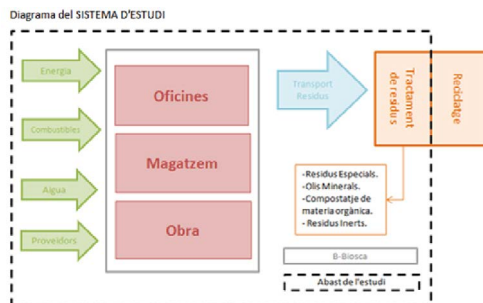 Diagrama del SISTEMA D'ESTUDI
Energia
Combustibles
Aigua
Proveïdors
Oficines
Magatzem
Obra
Transport
Residus
Tractament
de residus
Reciclatge
-Residus Especials.
-Olis Minerals.
-Compostatje de
materia orgànica.
- Residus Inerts.
B-Biosca
Abast de l'estudi